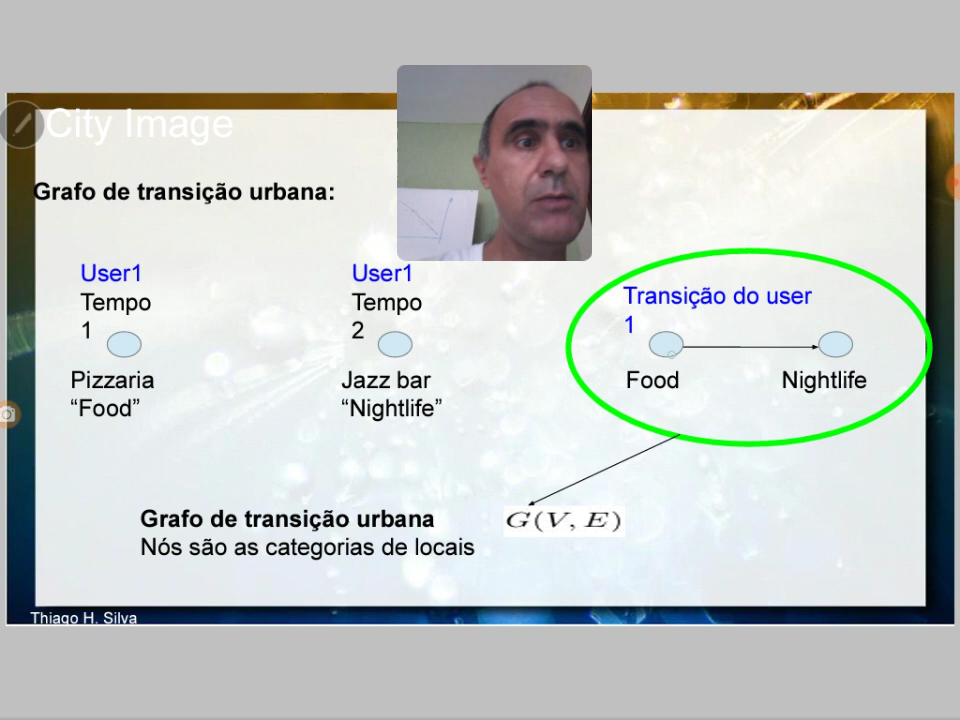 City Image
Grafo de transição urbana:
User1
Tempo
1
Pizzaria
“Food”
User1
Tempo
2
Jazz bar
“Nightlife”
Transição do user
1
Food
Nightlife
Grafo de transição urbana
Nós são as categorias de locais
G(V, E)
Thiago H. Silva